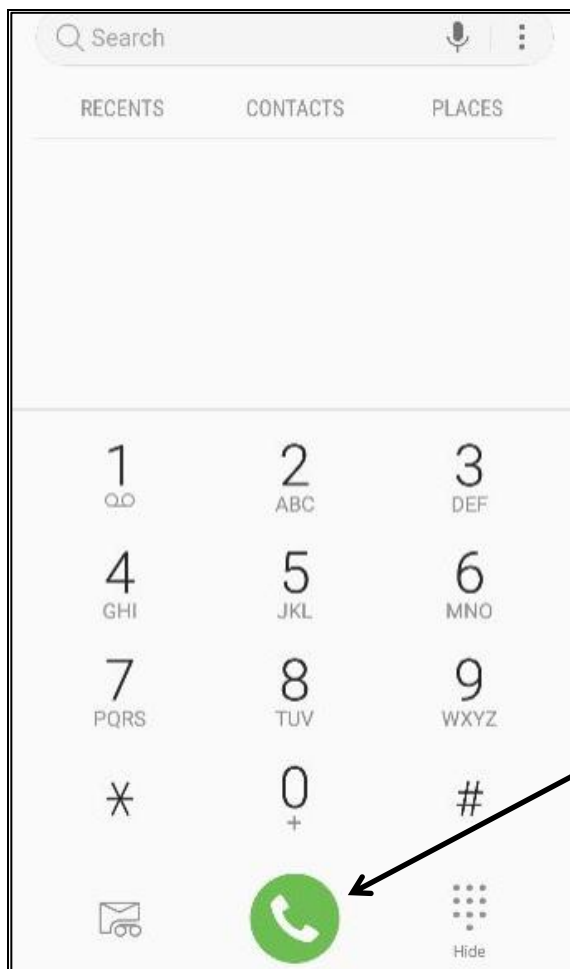 Search
RECENTS CONTACTS PLACES
1 2 3
ABC DEF
4 5 6
GHI JKL MNO
7 8 9
PQRS TUV WXYZ
* 0 #
+
Hide